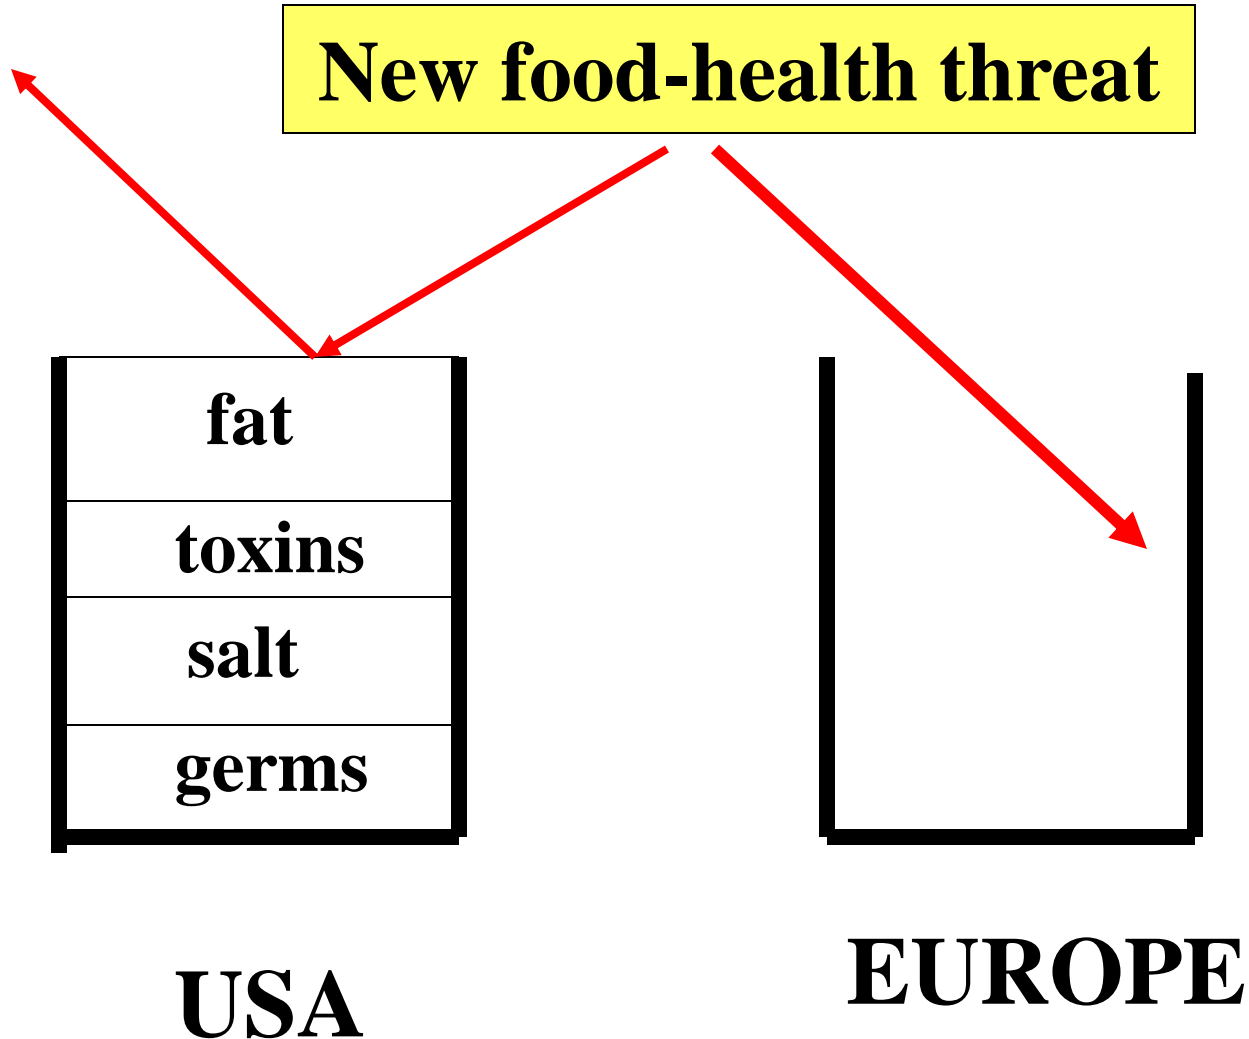 New food-health threat
fat
toxins
salt
germs
USA
EUROPE